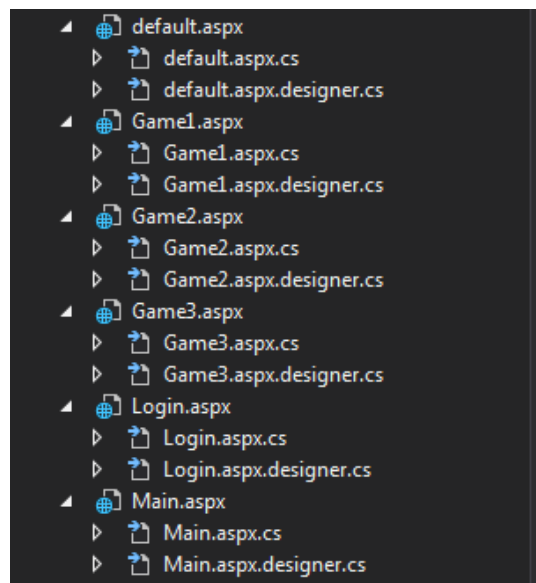 default.aspx
default.aspx.cs
default.aspx.designer.cs
Game1.aspx
Game1.aspx.cs
Game1.aspx.designer.cs
Game2.aspx
Game2.aspx.cs
Game2.aspx.designer.cs
Game3.aspx
Game3.aspx.cs
Game3.aspx.designer.cs
Login.aspx
Login.aspx.cs
Login.aspx.designer.cs
Main.aspx
Main.aspx.cs
Main.aspx.designer.cs